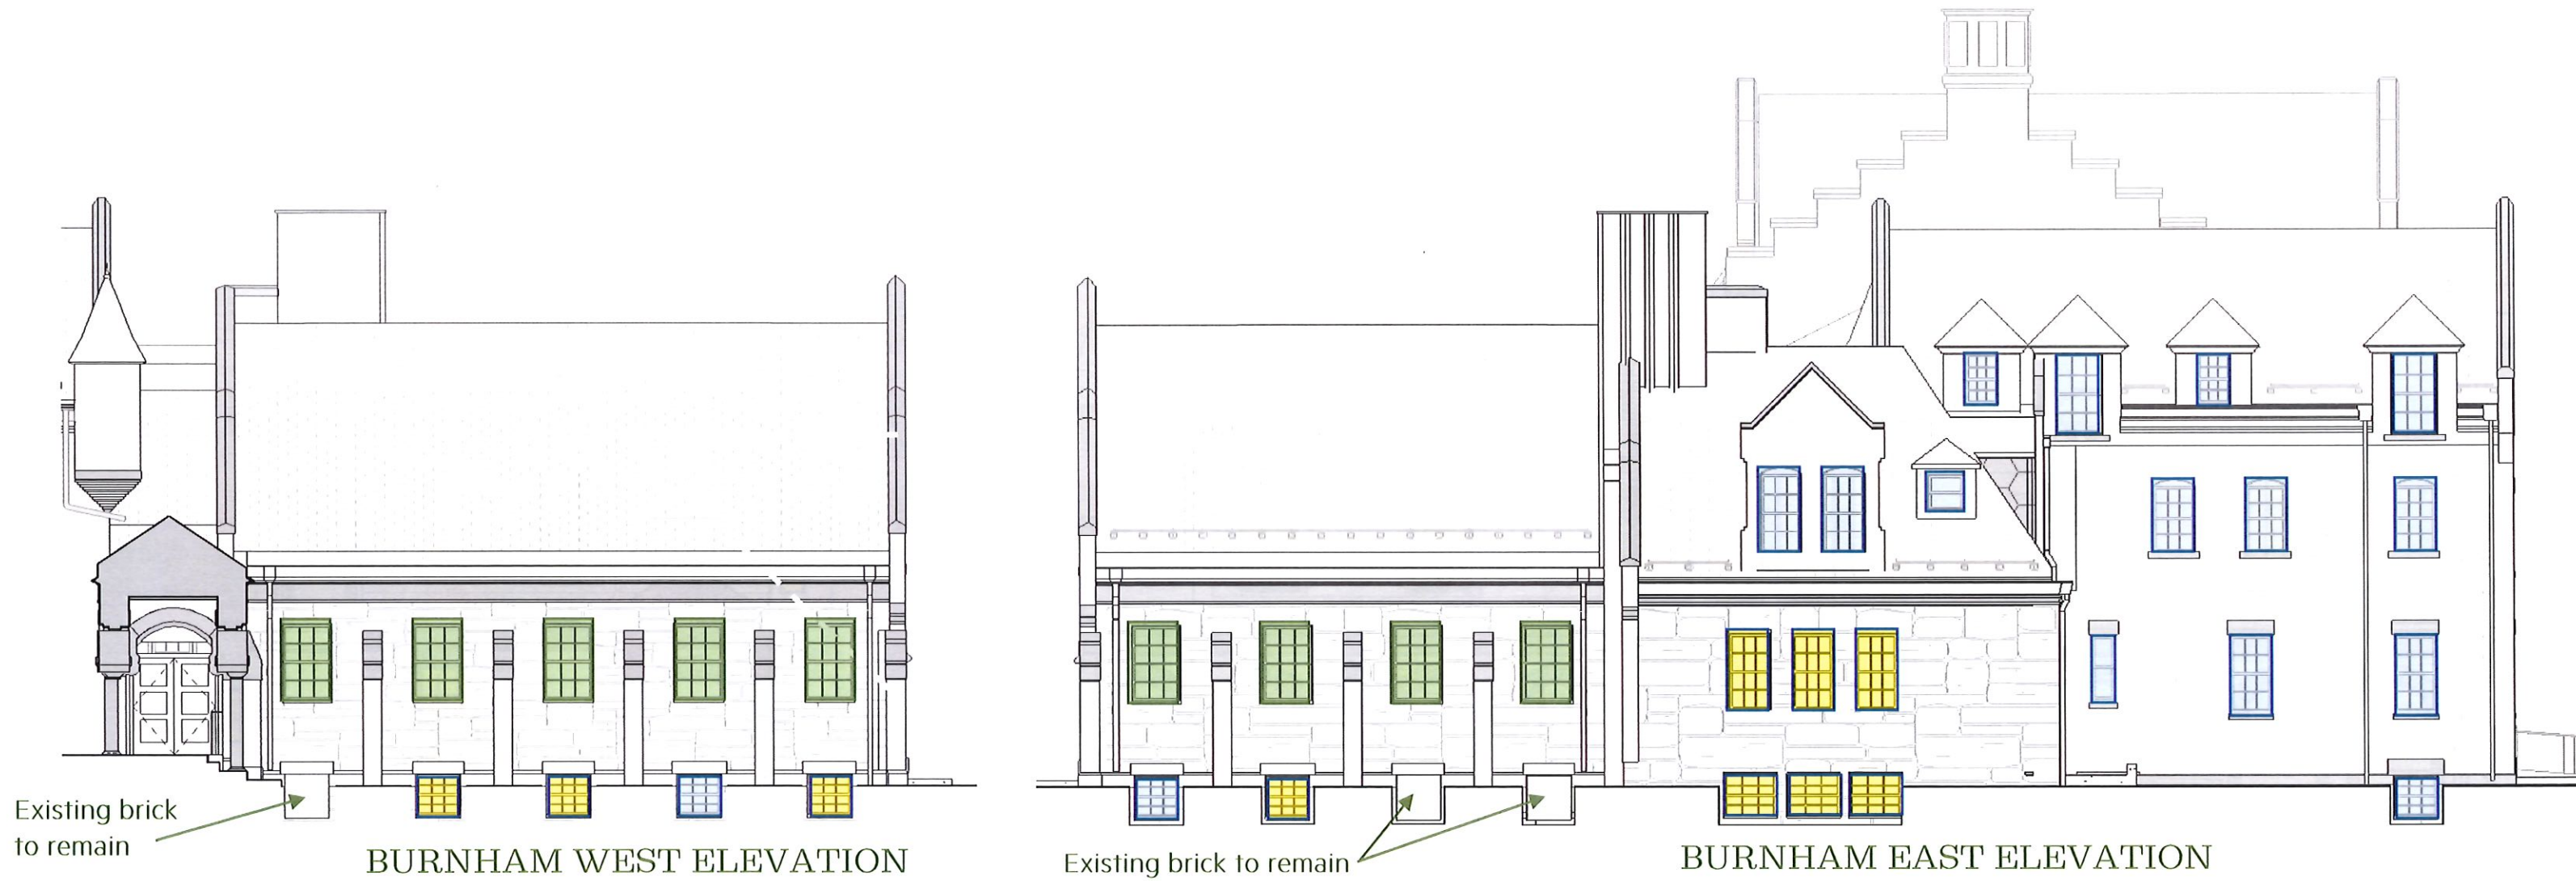 Existing brick
to remain
BURNHAM WEST ELEVATION
Existing brick to remain
BURNHAM EAST ELEVATION